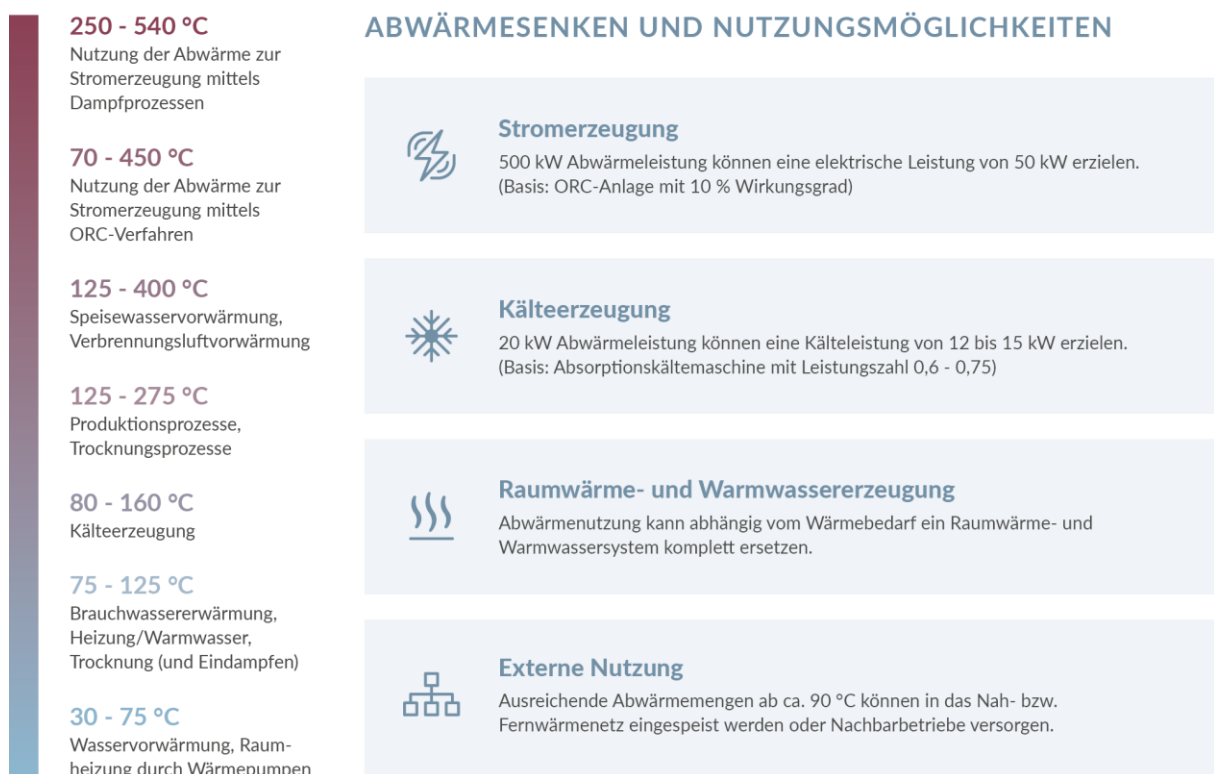 250 - 540 °C
Nutzung der Abwärme zur
Stromerzeugung mittels
Dampfprozessen
70 - 450 °C
Nutzung der Abwärme zur
Stromerzeugung mittels
ORC-Verfahren
125 - 400 °C
Speisewasservorwärmung,
Verbrennungsluftvorwärmung
125 - 275 °C
Produktionsprozesse,
Trocknungsprozesse
80 - 160 °C
Kälteerzeugung
75 - 125 °C
Brauchwassererwärmung,
Heizung/Warmwasser,
Trocknung (und Eindampfen)
30 - 75 °C
Wasservorwärmung, Raum-
heizung durch Wärmepumpen
ABWÄRMESENKEN UND NUTZUNGSMÖGLICHKEITEN
Stromerzeugung
500 kW Abwärmeleistung können eine elektrische Leistung von 50 kW erzielen.
(Basis: ORC-Anlage mit 10 % Wirkungsgrad)
Kälteerzeugung
20 kW Abwärmeleistung können eine Kälteleistung von 12 bis 15 kW erzielen.
(Basis: Absorptionskältemaschine mit Leistungszahl 0,6 - 0,75)
Raumwärme- und Warmwassererzeugung
Abwärmenutzung kann abhängig vom Wärmebedarf ein Raumwärme- und
Warmwassersystem komplett ersetzen.
Externe Nutzung
Ausreichende Abwärmemengen ab ca. 90 °C können in das Nah- bzw.
Fernwärmenetz eingespeist werden oder Nachbarbetriebe versorgen.